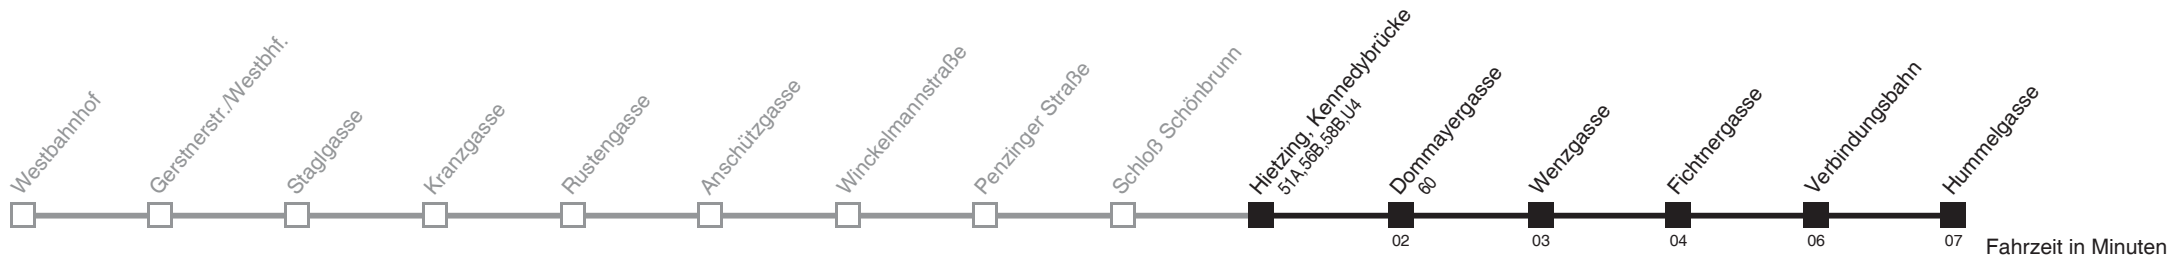 Westbahnhof
Gerstnerstr./Westbhf.
Staglgasse
Kranzgasse
Rustengasse
Anschützgasse
Winckelmannstraße
Penzinger Straße
Schloß Schönbrunn
Hietzing, Kennedybrücke
51A,56B,58B,U4
Dommayergasse
60
Wenzgasse
Fichtnergasse
Verbindungsbahn
Hummelgasse
02
03
04
06
07
Fahrzeit in Minuten